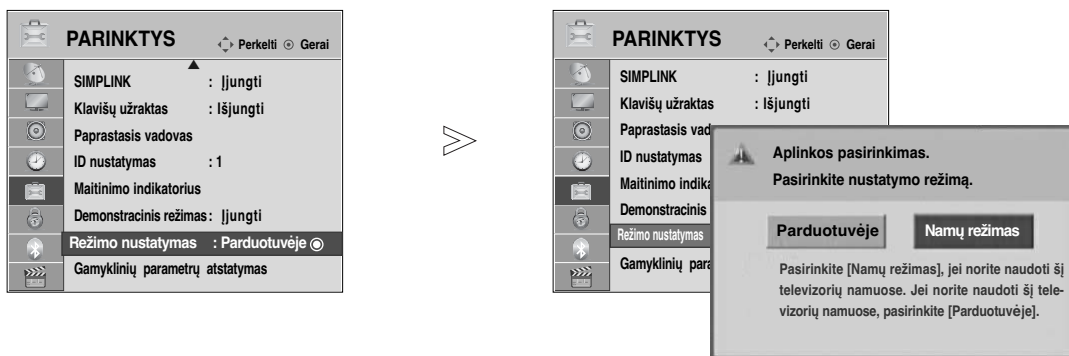 PARINKTYS
Perkelti Gerai
SIMPLINK : Įjungti
Klavišų užraktas : Išjungti
Paprastasis vadovas
ID nustatymas : 1
Maitinimo indikatorius
Demonstracinis režimas : Įjungti
Režimo nustatymas : Parduotuvėje
Gamyklinių parametrų atstatymas
PARINKTYS
Perkelti Gerai
SIMPLINK : Įjungti
Klavišų užraktas : Išjungti
Paprastasis vad
ID nustatymas
Maitinimo indika
Demonstracinis
Režimo nustatymas
Gamyklinių para
Aplinkos pasirinkimas.
Pasirinkite nustatymo režimą.
Parduotuvėje
Namų režimas
Pasirinkite [Namų režimas], jei norite naudoti šį
televizorių namuose. Jei norite naudoti šį tele-
vizorių namuose, pasirinkite [Parduotuvėje].